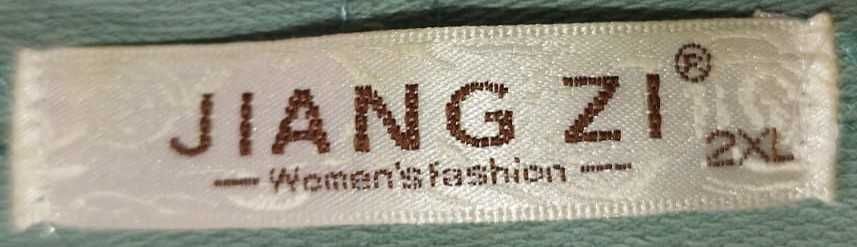 JIANG ZI®
2XL
— Women's fashion —